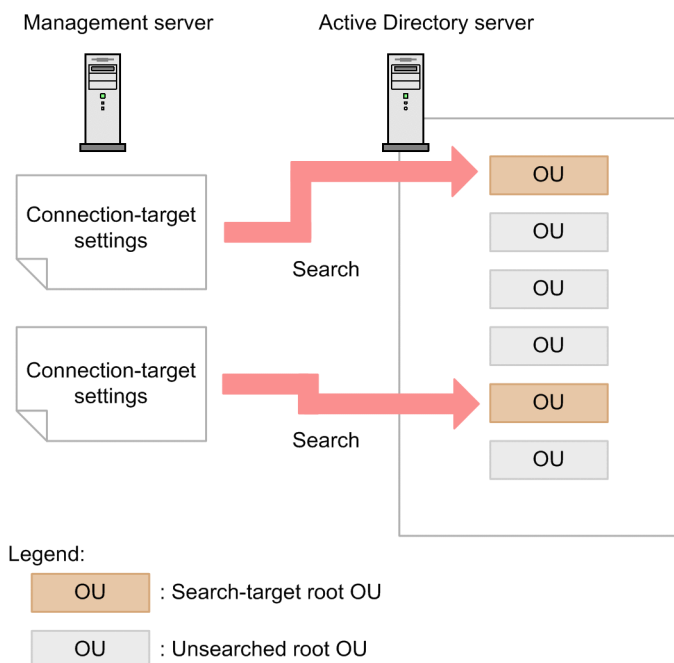 Management server
Active Directory server
Connection-target
settings
Search
Connection-target
settings
Search
OU
OU
OU
OU
OU
OU
Legend:
OU : Search-target root OU
OU : Unsearched root OU